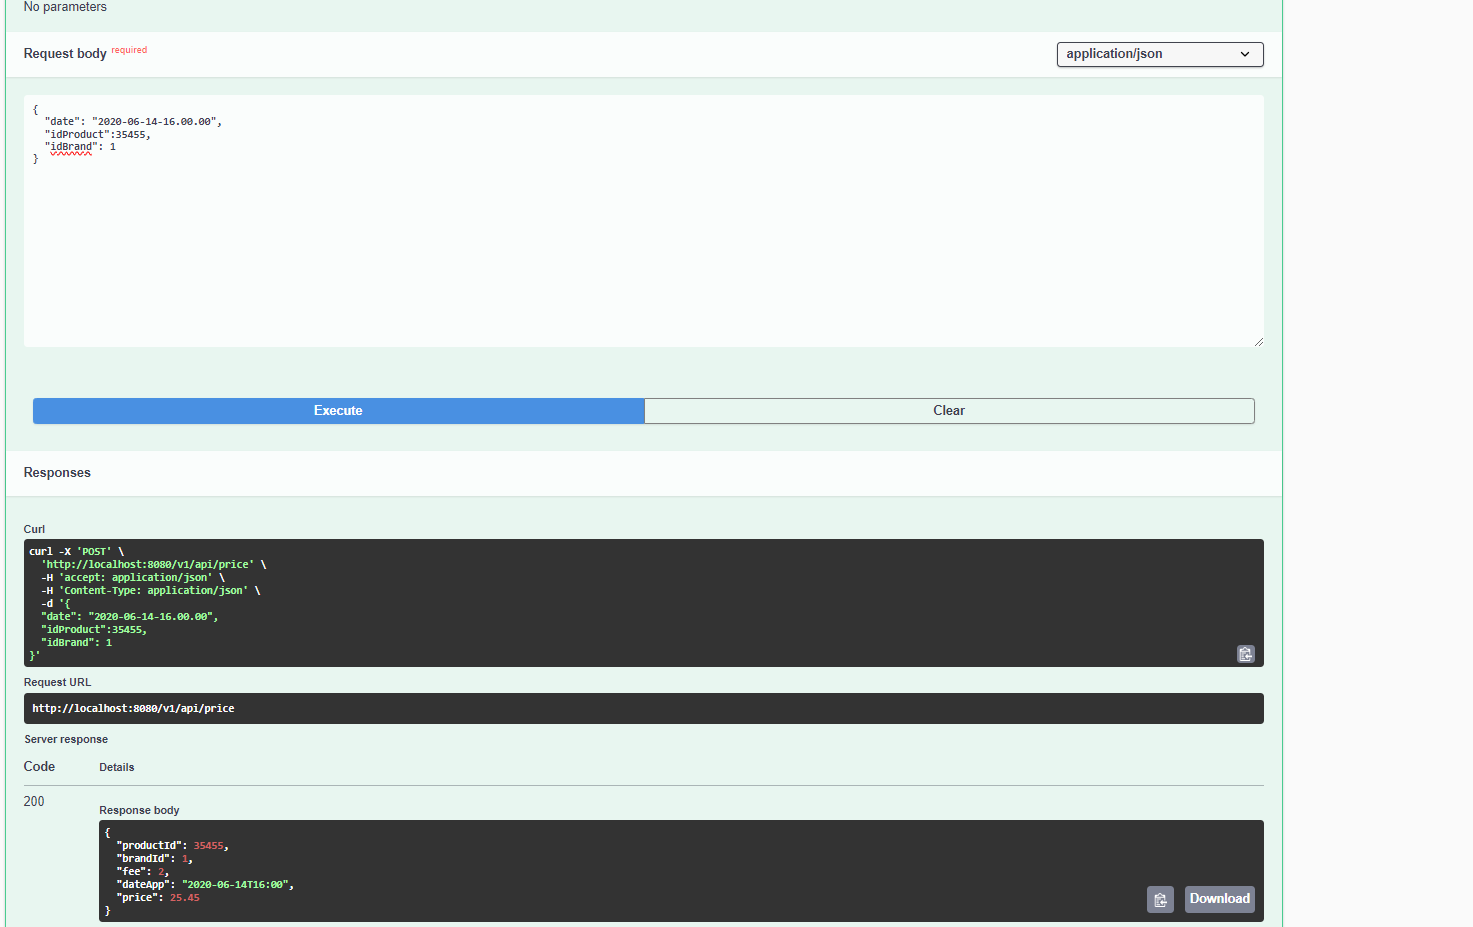 No parameters
Request body required
application/json
{
"date": "2020-06-14-16.00.00",
"idProduct":35455,
"idBrand": 1
}
Execute
Clear
Responses
Curl
curl -X 'POST' \
'http://localhost:8080/v1/api/price' \
-H 'accept: application/json' \
-H 'Content-Type: application/json' \
-d '{
"date": "2020-06-14-16.00.00",
"idProduct":35455,
"idBrand": 1
}'
Request URL
http://localhost:8080/v1/api/price
Server response
Code Details
200
Response body
{
"productId": 35455,
"brandId": 1,
"fee": 2,
"dateApp": "2020-06-14T16:00",
"price": 25.45
}
Download